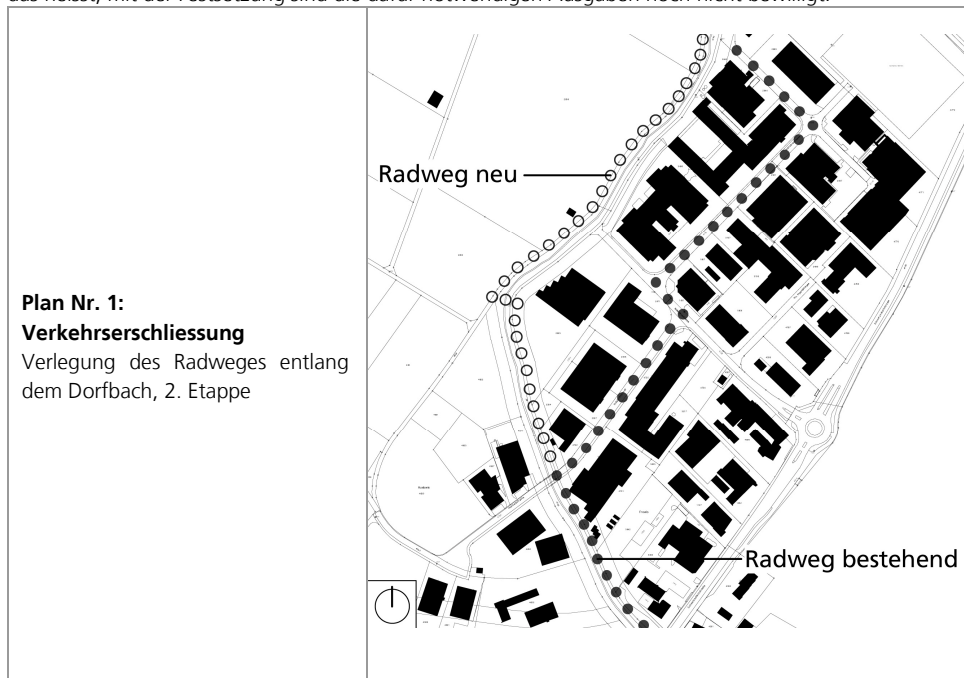 das heisst, mit der Festsetzung sind die dafür notwendigen Ausgaben noch nicht bewilligt.
Plan Nr. 1:
Verkehrserschliessung
Verlegung des Radweges entlang
dem Dorfbach, 2. Etappe
Radweg neu
Radweg bestehend